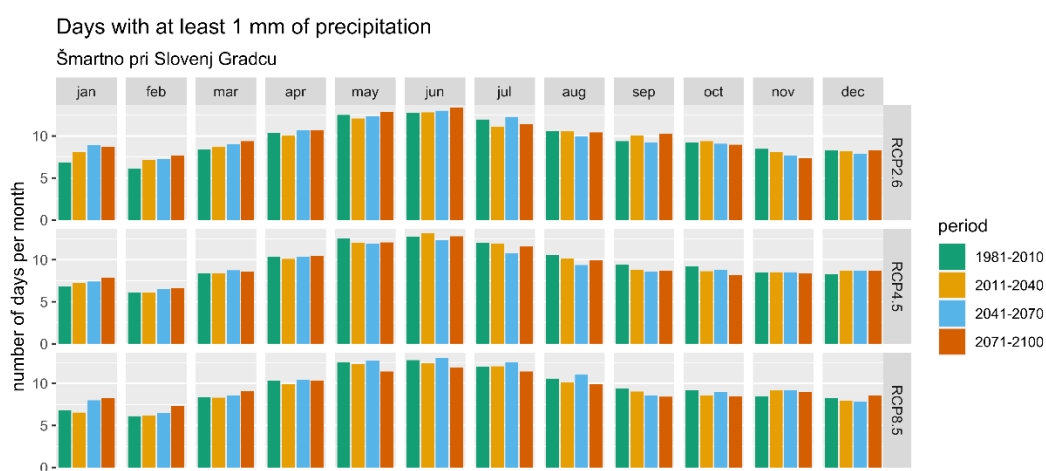 Days with at least 1 mm of precipitation
Šmartno pri Slovenj Gradcu
jan feb mar apr may jun jul aug sep oct nov dec
number of days per month
10
5
0
RCP2.6
10
5
0
RCP4.5
10
5
0
RCP8.5
period
1981-2010
2011-2040
2041-2070
2071-2100